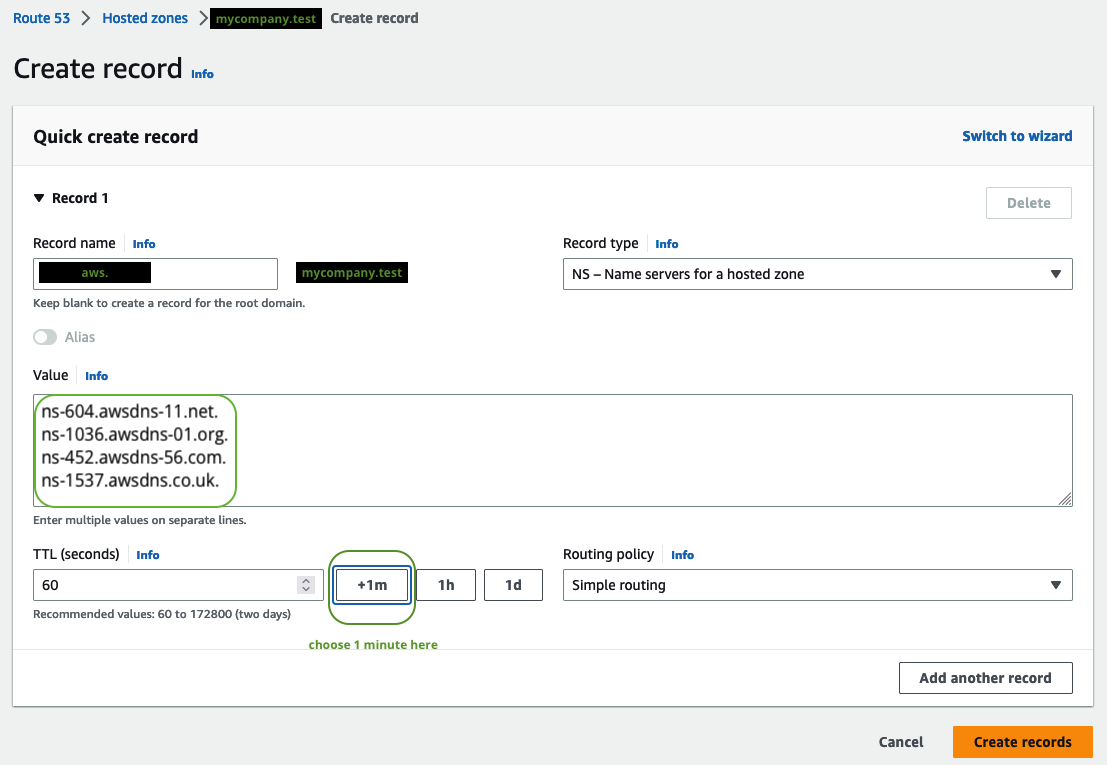 Route 53 > Hosted zones > mycompany.test Create record
Create record Info
Quick create record
Switch to wizard
▼ Record 1
Delete
Record name Info
aws. mycompany.test
Keep blank to create a record for the root domain.
Record type Info
NS – Name servers for a hosted zone
Alias
Value Info
ns-604.awsdns-11.net.
ns-1036.awsdns-01.org.
ns-452.awsdns-56.com.
ns-1537.awsdns.co.uk.
Enter multiple values on separate lines.
TTL (seconds) Info
60 +1m 1h 1d
Recommended values: 60 to 172800 (two days)
choose 1 minute here
Routing policy Info
Simple routing
Add another record
Cancel Create records